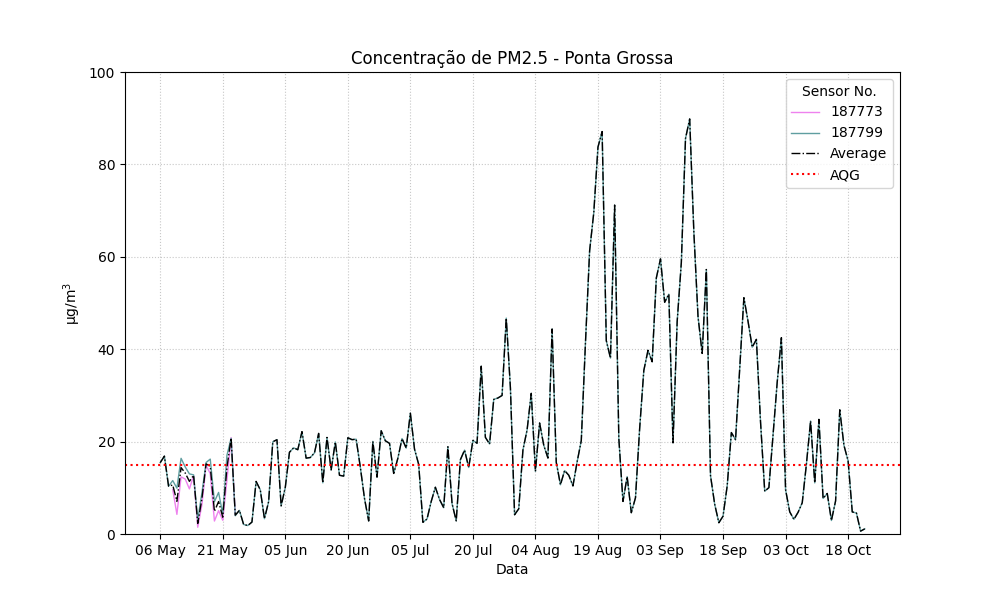 Concentração de PM2.5 - Ponta Grossa
100
80
60
40
20
0
µg/m³
Sensor No.
187773
187799
Average
AQG
06 May 21 May 05 Jun 20 Jun 05 Jul 20 Jul 04 Aug 19 Aug 03 Sep 18 Sep 03 Oct 18 Oct
Data